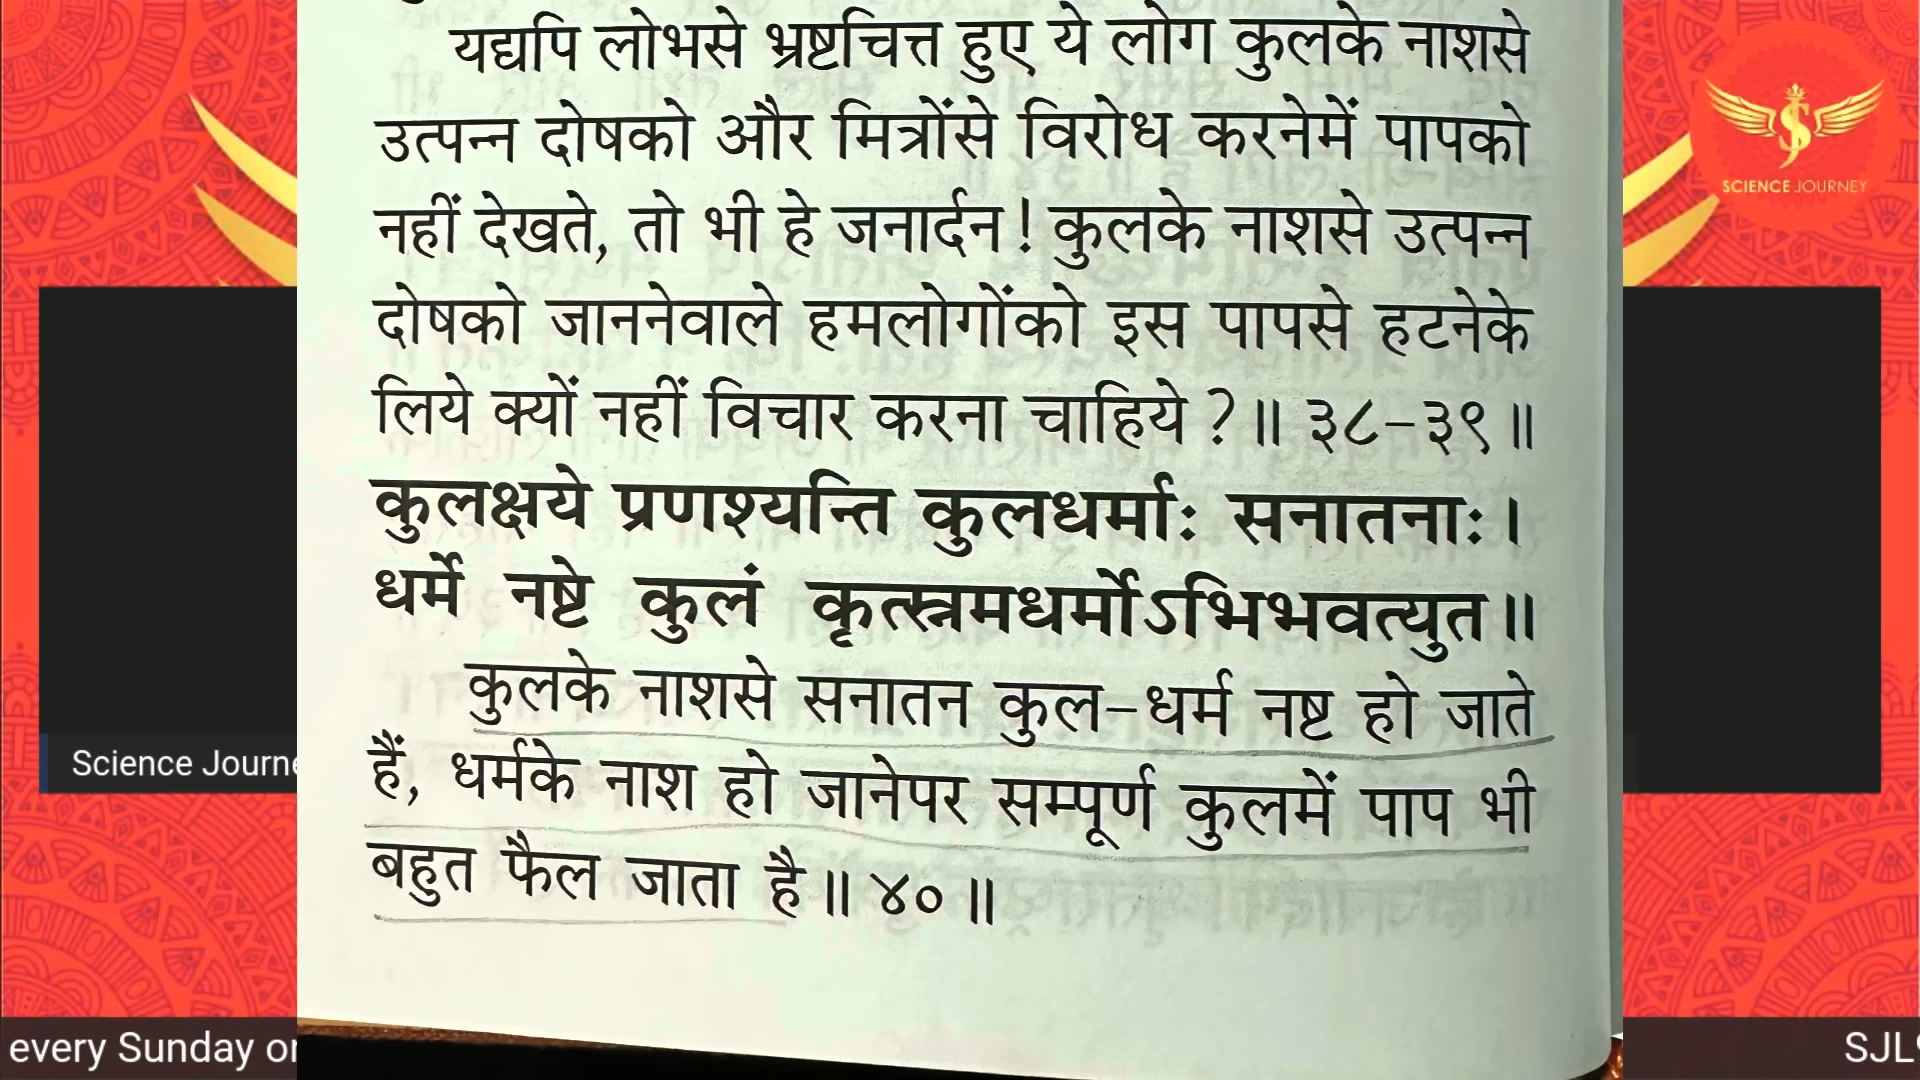 यद्यपि लोभसे भ्रष्टचित्त हुए ये लोग कुलके नाशसे
उत्पन्न दोषको और मित्रोंसे विरोध करनेमें पापको
नहीं देखते, तो भी हे जनार्दन! कुलके नाशसे उत्पन्न
दोषको जाननेवाले हमलोगोंको इस पापसे हटनेके
लिये क्यों नहीं विचार करना चाहिये ?॥ ३८-३९॥
कुलक्षये प्रणश्यन्ति कुलधर्माः सनातनाः।
धर्मे नष्टे कुलं कृत्स्नमधर्मोऽभिभवत्युत॥
कुलके नाशसे सनातन कुल-धर्म नष्ट हो जाते
हैं, धर्मके नाश हो जानेपर सम्पूर्ण कुलमें पाप भी
बहुत फैल जाता है॥ ४०॥
SCIENCE JOURNEY
Science Journe
every Sunday or
SJL